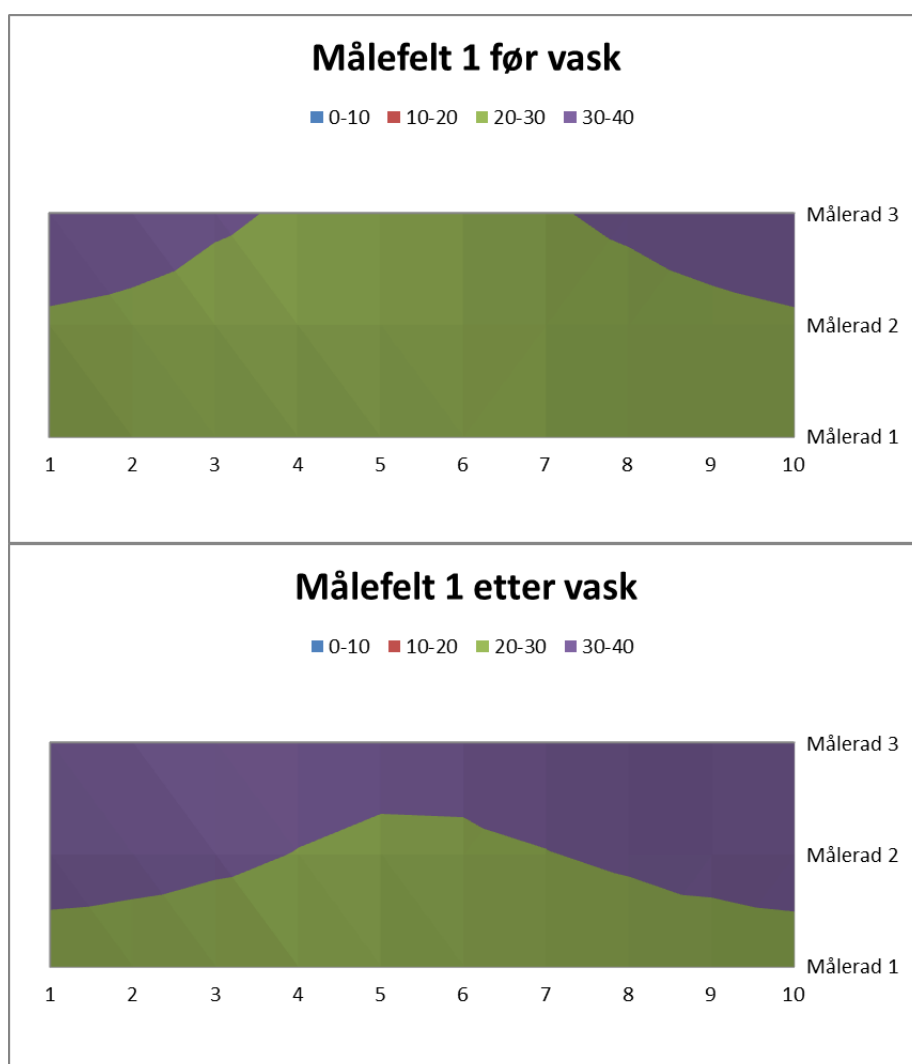 Målefelt 1 før vask
0-10 10-20 20-30 30-40
Målerad 3
Målerad 2
Målerad 1
1 2 3 4 5 6 7 8 9 10
Målefelt 1 etter vask
0-10 10-20 20-30 30-40
Målerad 3
Målerad 2
Målerad 1
1 2 3 4 5 6 7 8 9 10